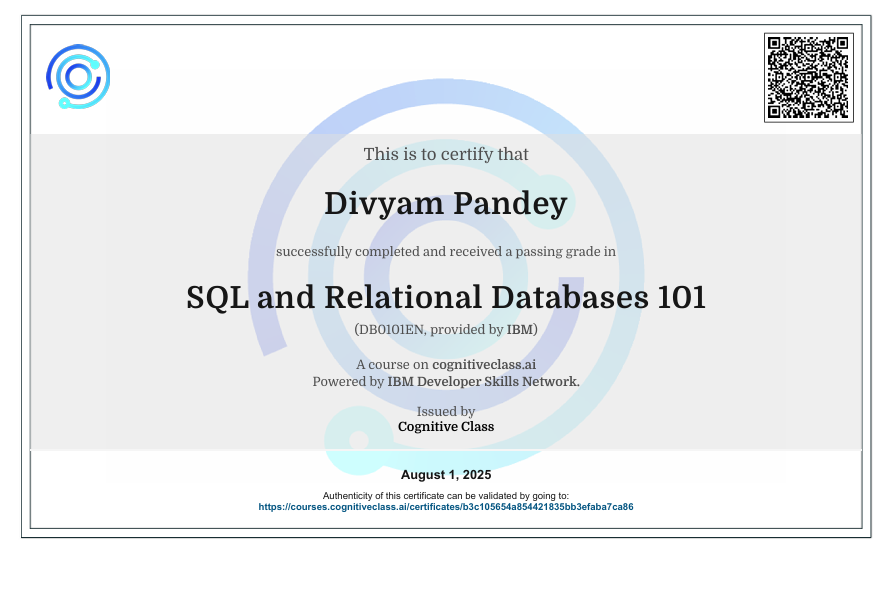 This is to certify that
Divyam Pandey
successfully completed and received a passing grade in
SQL and Relational Databases 101
(DB0101EN, provided by IBM)
A course on cognitiveclass.ai
Powered by IBM Developer Skills Network.
Issued by
Cognitive Class
August 1, 2025
Authenticity of this certificate can be validated by going to:
https://courses.cognitiveclass.ai/certificates/b3c105654a854421835bb3efaba7ca86